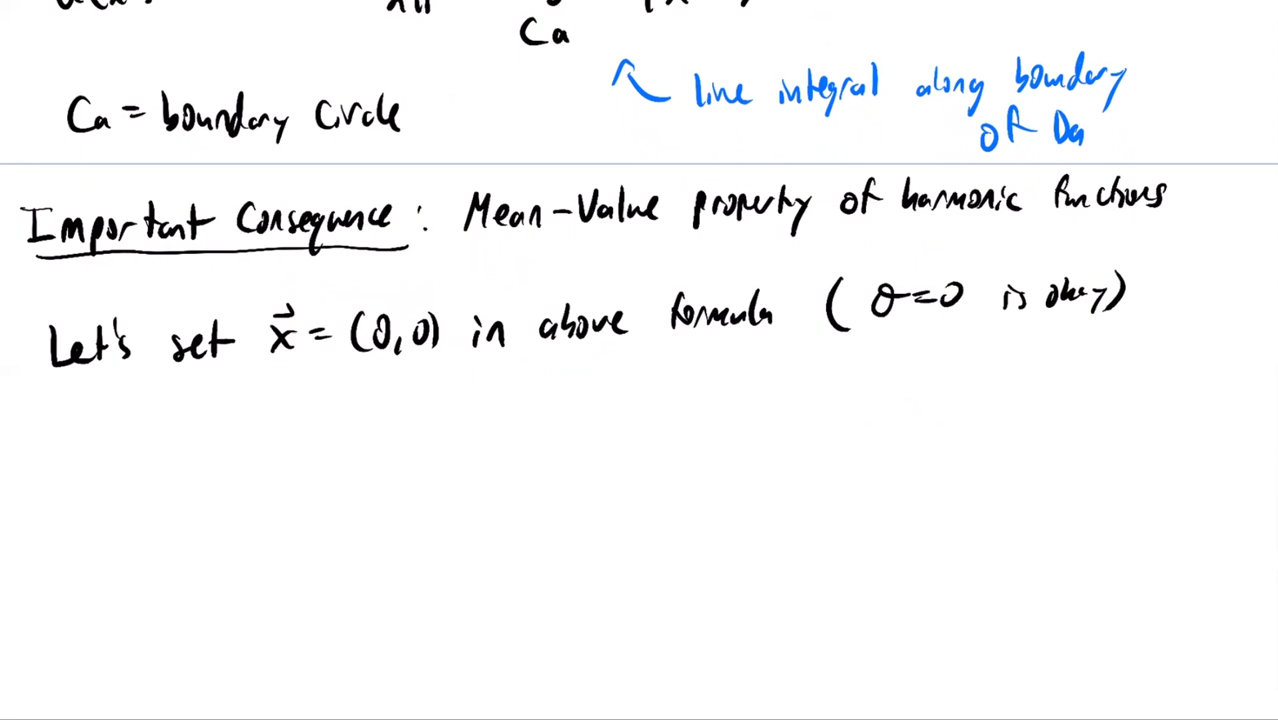 Ca
line integral along boundary
of Da
Ca = boundary Circle
Important Consequence: Mean-Value property of harmonic functions
Let's set x⃗ = (0,0) in above formula (θ=0 is okay)